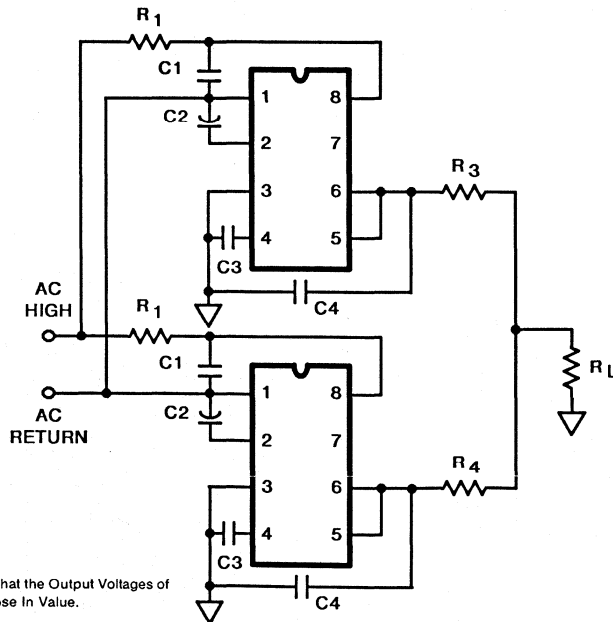 R1
C1
C2
1 8
2 7
3 6
4 5
C3
C4
R3
AC
HIGH
R1
C1
C2
AC
RETURN
1 8
2 7
3 6
4 5
C3
C4
R4
RL
hat the Output Voltages of
se In Value.